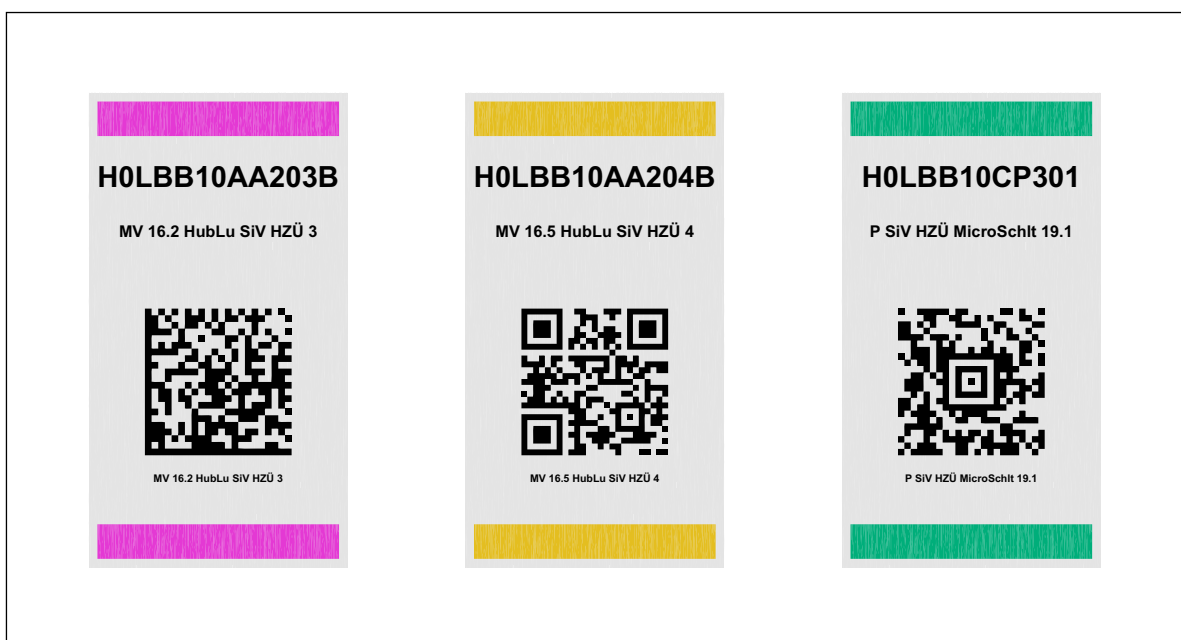 H0LBB10AA203B
MV 16.2 HubLu SiV HZÜ 3
MV 16.2 HubLu SiV HZÜ 3
H0LBB10AA204B
MV 16.5 HubLu SiV HZÜ 4
MV 16.5 HubLu SiV HZÜ 4
H0LBB10CP301
P SiV HZÜ MicroSchlt 19.1
P SiV HZÜ MicroSchlt 19.1